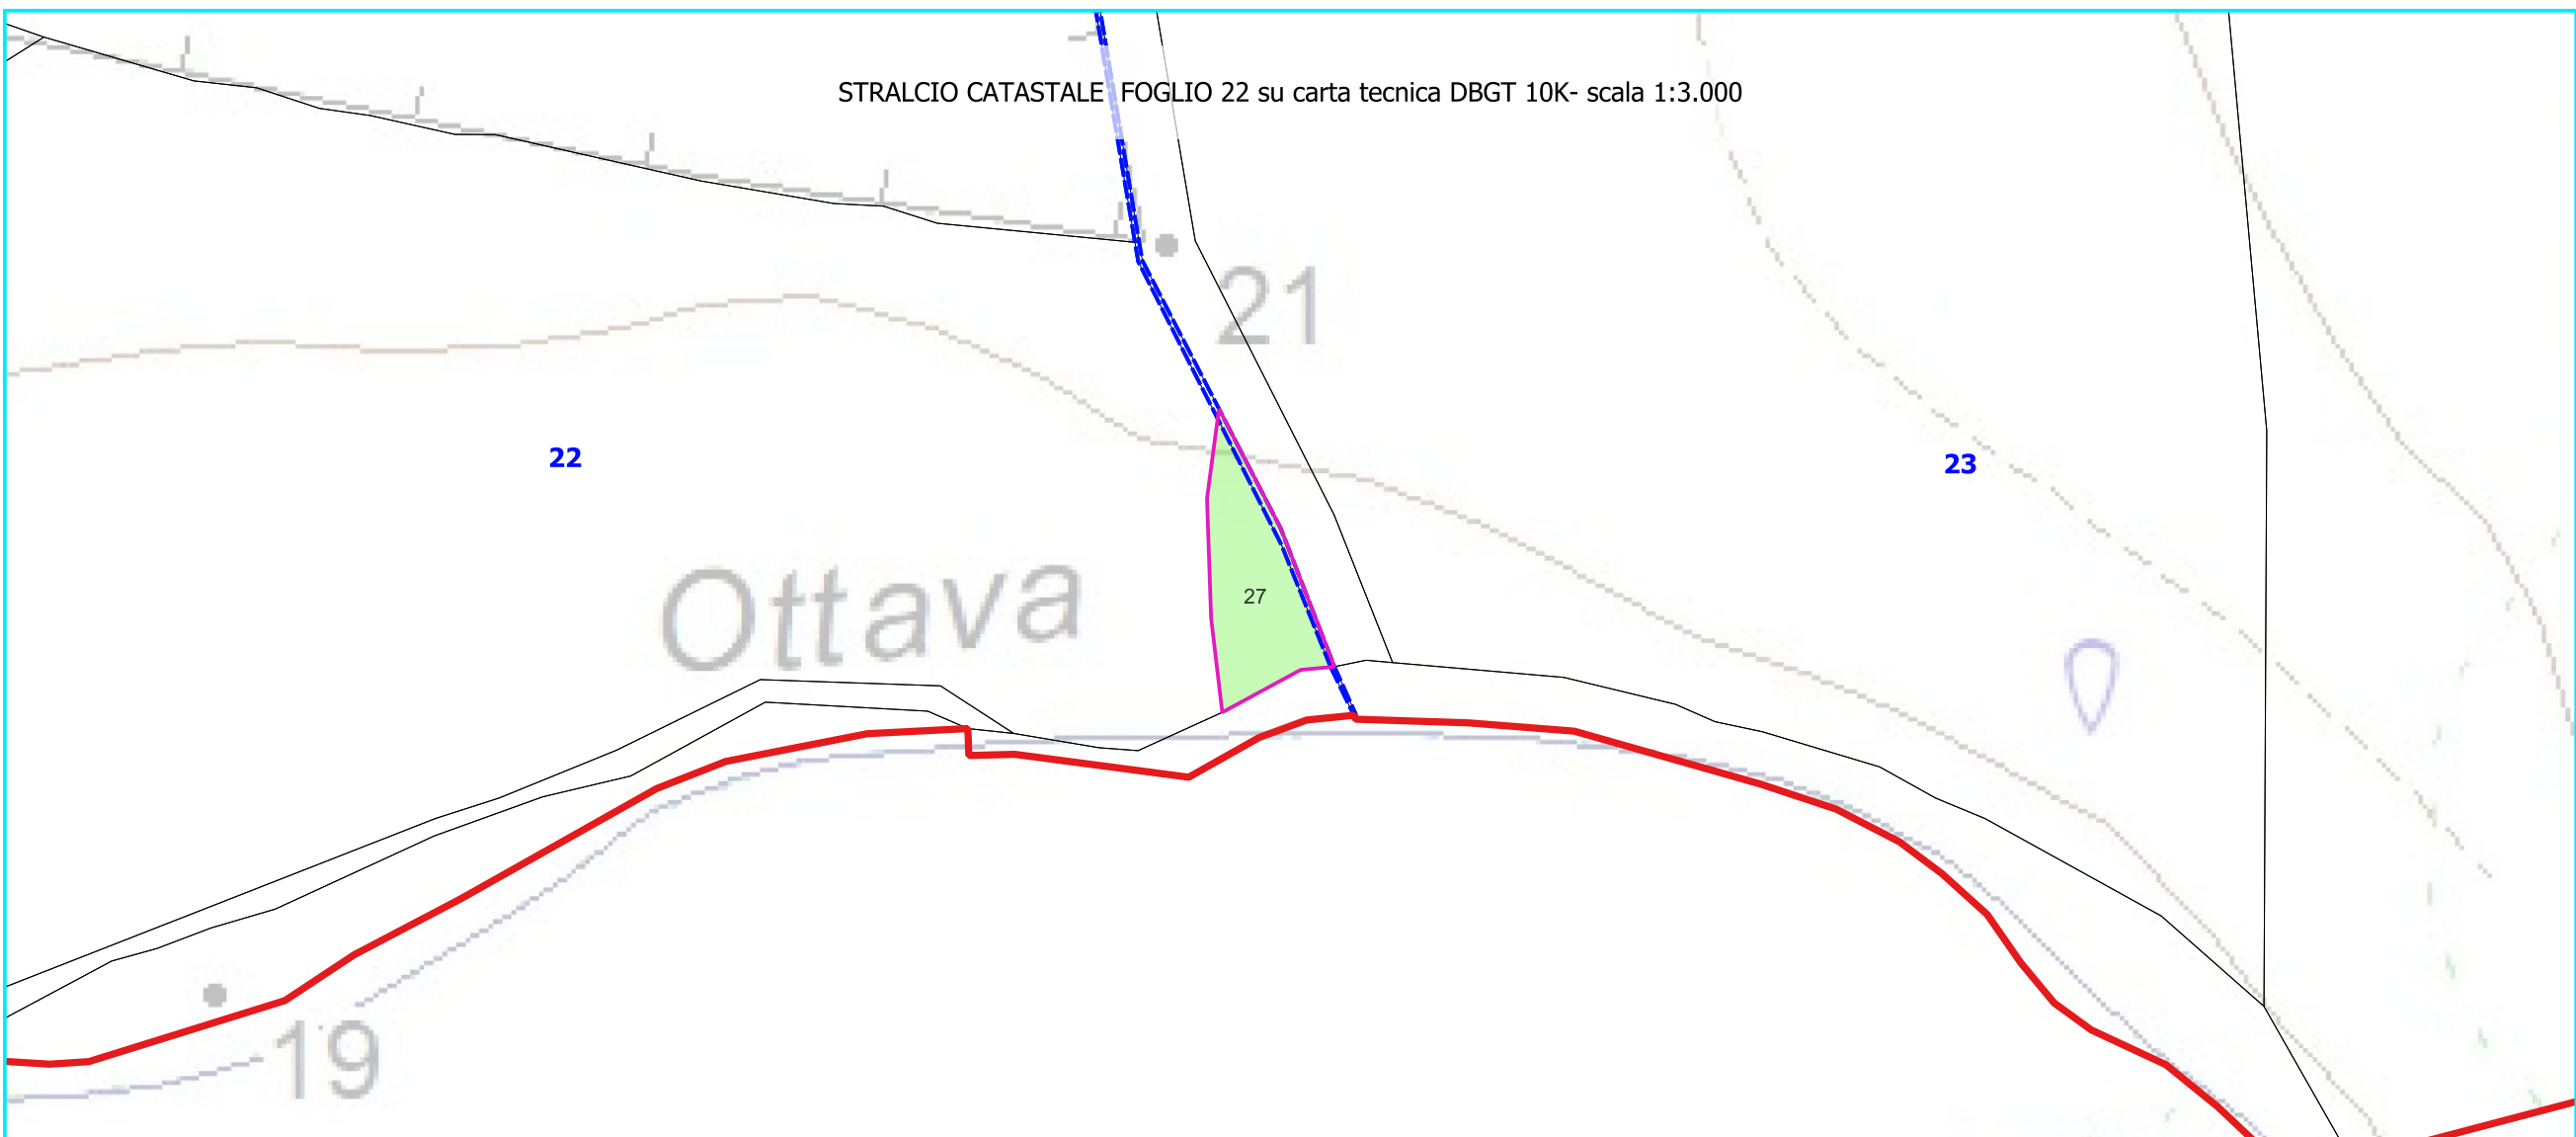 STRALCIO CATASTALE FOGLIO 22 su carta tecnica DBGT 10K- scala 1:3.000
21
22
23
Ottava
27
19